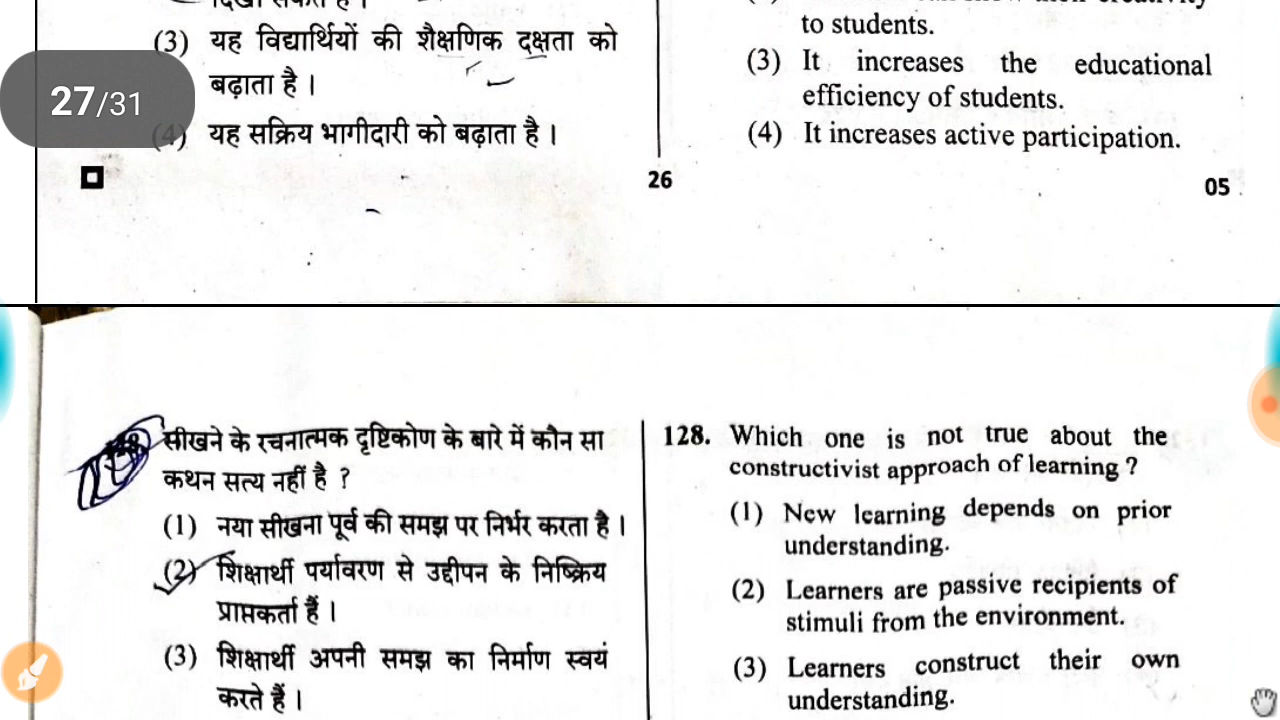 27/31
(3) यह विद्यार्थियों की शैक्षणिक दक्षता को
बढ़ाता है ।
(4) यह सक्रिय भागीदारी को बढ़ाता है ।
to students.
(3) It increases the educational
efficiency of students.
(4) It increases active participation.
26
05
सीखने के रचनात्मक दृष्टिकोण के बारे में कौन सा
कथन सत्य नहीं है ?
(1) नया सीखना पूर्व की समझ पर निर्भर करता है ।
(2) शिक्षार्थी पर्यावरण से उद्दीपन के निष्क्रिय
प्राप्तकर्ता हैं ।
(3) शिक्षार्थी अपनी समझ का निर्माण स्वयं
करते हैं ।
128. Which one is not true about the
constructivist approach of learning ?
(1) New learning depends on prior
understanding.
(2) Learners are passive recipients of
stimuli from the environment.
(3) Learners construct their own
understanding.